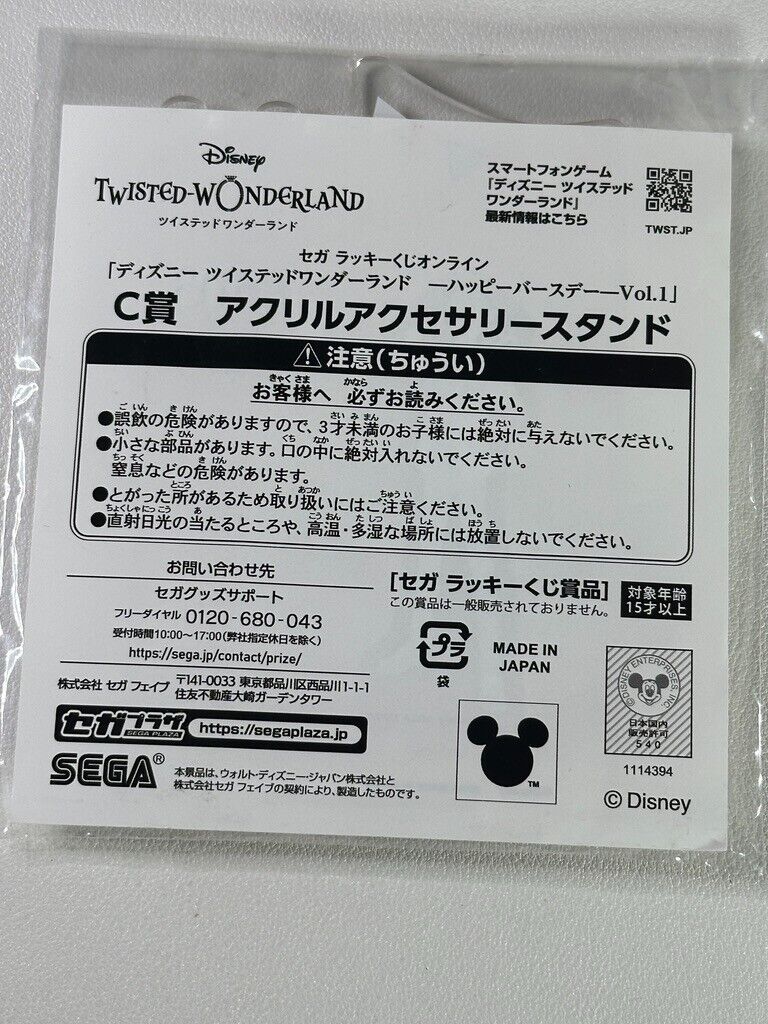 Disney
TWISTED-WONDERLAND
ツイステッドワンダーランド
スマートフォンゲーム
「ディズニー ツイステッド
ワンダーランド」
最新情報はこちら
TWST.JP
セガ ラッキーくじオンライン
「ディズニー ツイステッドワンダーランド ―ハッピーバースデー―Vol.1」
C賞 アクリルアクセサリースタンド
注意(ちゅうい)
お客様へ 必ずお読みください。
●誤飲の危険がありますので、3才未満のお子様には絶対に与えないでください。
●小さな部品があります。口の中に絶対入れないでください。
窒息などの危険があります。
●とがった所があるため取り扱いにはご注意ください。
●直射日光の当たるところや、高温・多湿な場所には放置しないでください。
お問い合わせ先
セガグッズサポート
フリーダイヤル 0120-680-043
受付時間10:00〜17:00(弊社指定休日を除く)
https://sega.jp/contact/prize/
[セガ ラッキーくじ賞品]
この賞品は一般販売されておりません。
対象年齢
15才以上
プラ
袋
MADE IN
JAPAN
株式会社 セガ フェイブ 〒141-0033 東京都品川区西品川1-1-1
住友不動産大崎ガーデンタワー
セガプラザ
SEGA PLAZA
https://segaplaza.jp
SEGA®
本景品は、ウォルト・ディズニー・ジャパン株式会社と
株式会社セガ フェイブの契約により、製造したものです。
TM
©DISNEY ENTERPRISES, INC.
日本国内
販売許可
540
1114394
© Disney